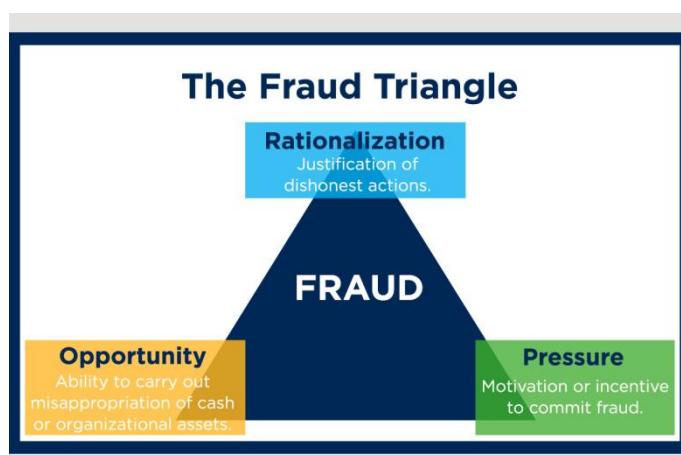 The Fraud Triangle
Rationalization
Justification of
dishonest actions.
FRAUD
Opportunity
Ability to carry out
misappropriation of cash
or organizational assets.
Pressure
Motivation or incentive
to commit fraud.